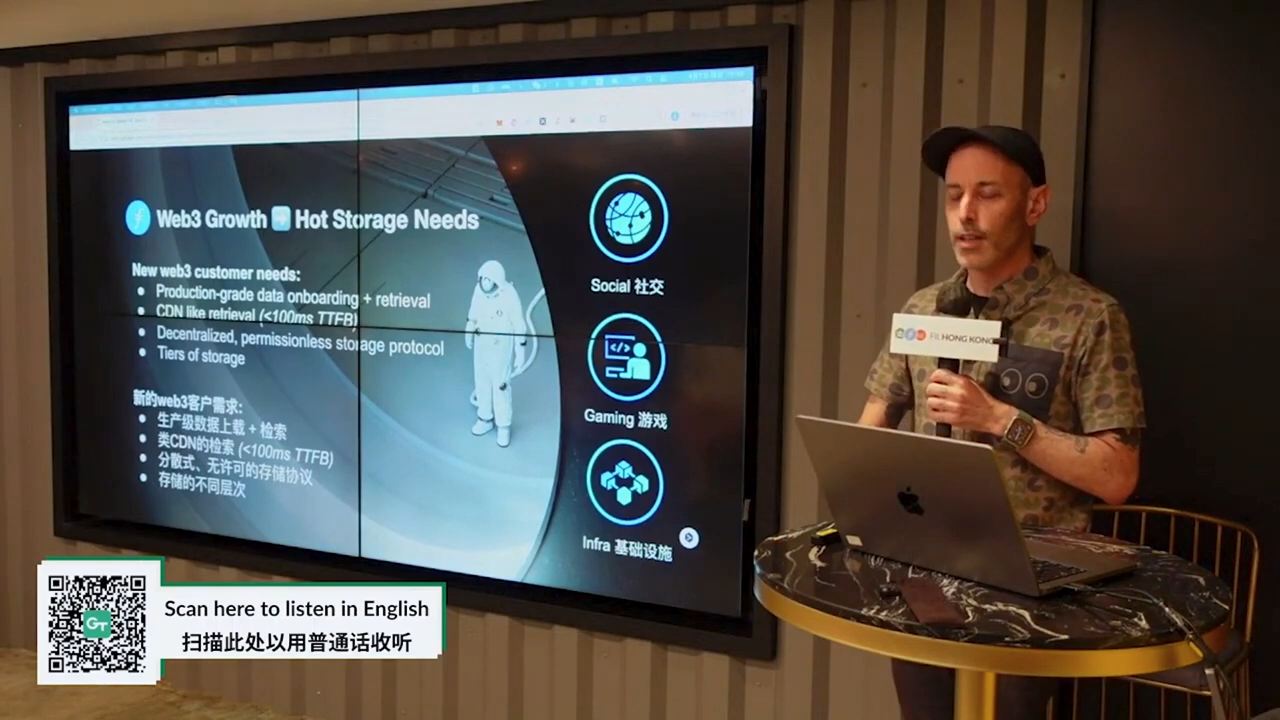 Web3 Growth ➡ Hot Storage Needs
New web3 customer needs:
• Production-grade data onboarding + retrieval
• CDN like retrieval (<100ms TTFB)
• Decentralized, permissionless storage protocol
• Tiers of storage
新的web3客户需求:
• 生产级数据上载 + 检索
• 类CDN的检索 (<100ms TTFB)
• 分散式、无许可的存储协议
• 存储的不同层次
Social 社交
Gaming 游戏
Infra 基础设施
FIL HONG KONG
GT
Scan here to listen in English
扫描此处以用普通话收听